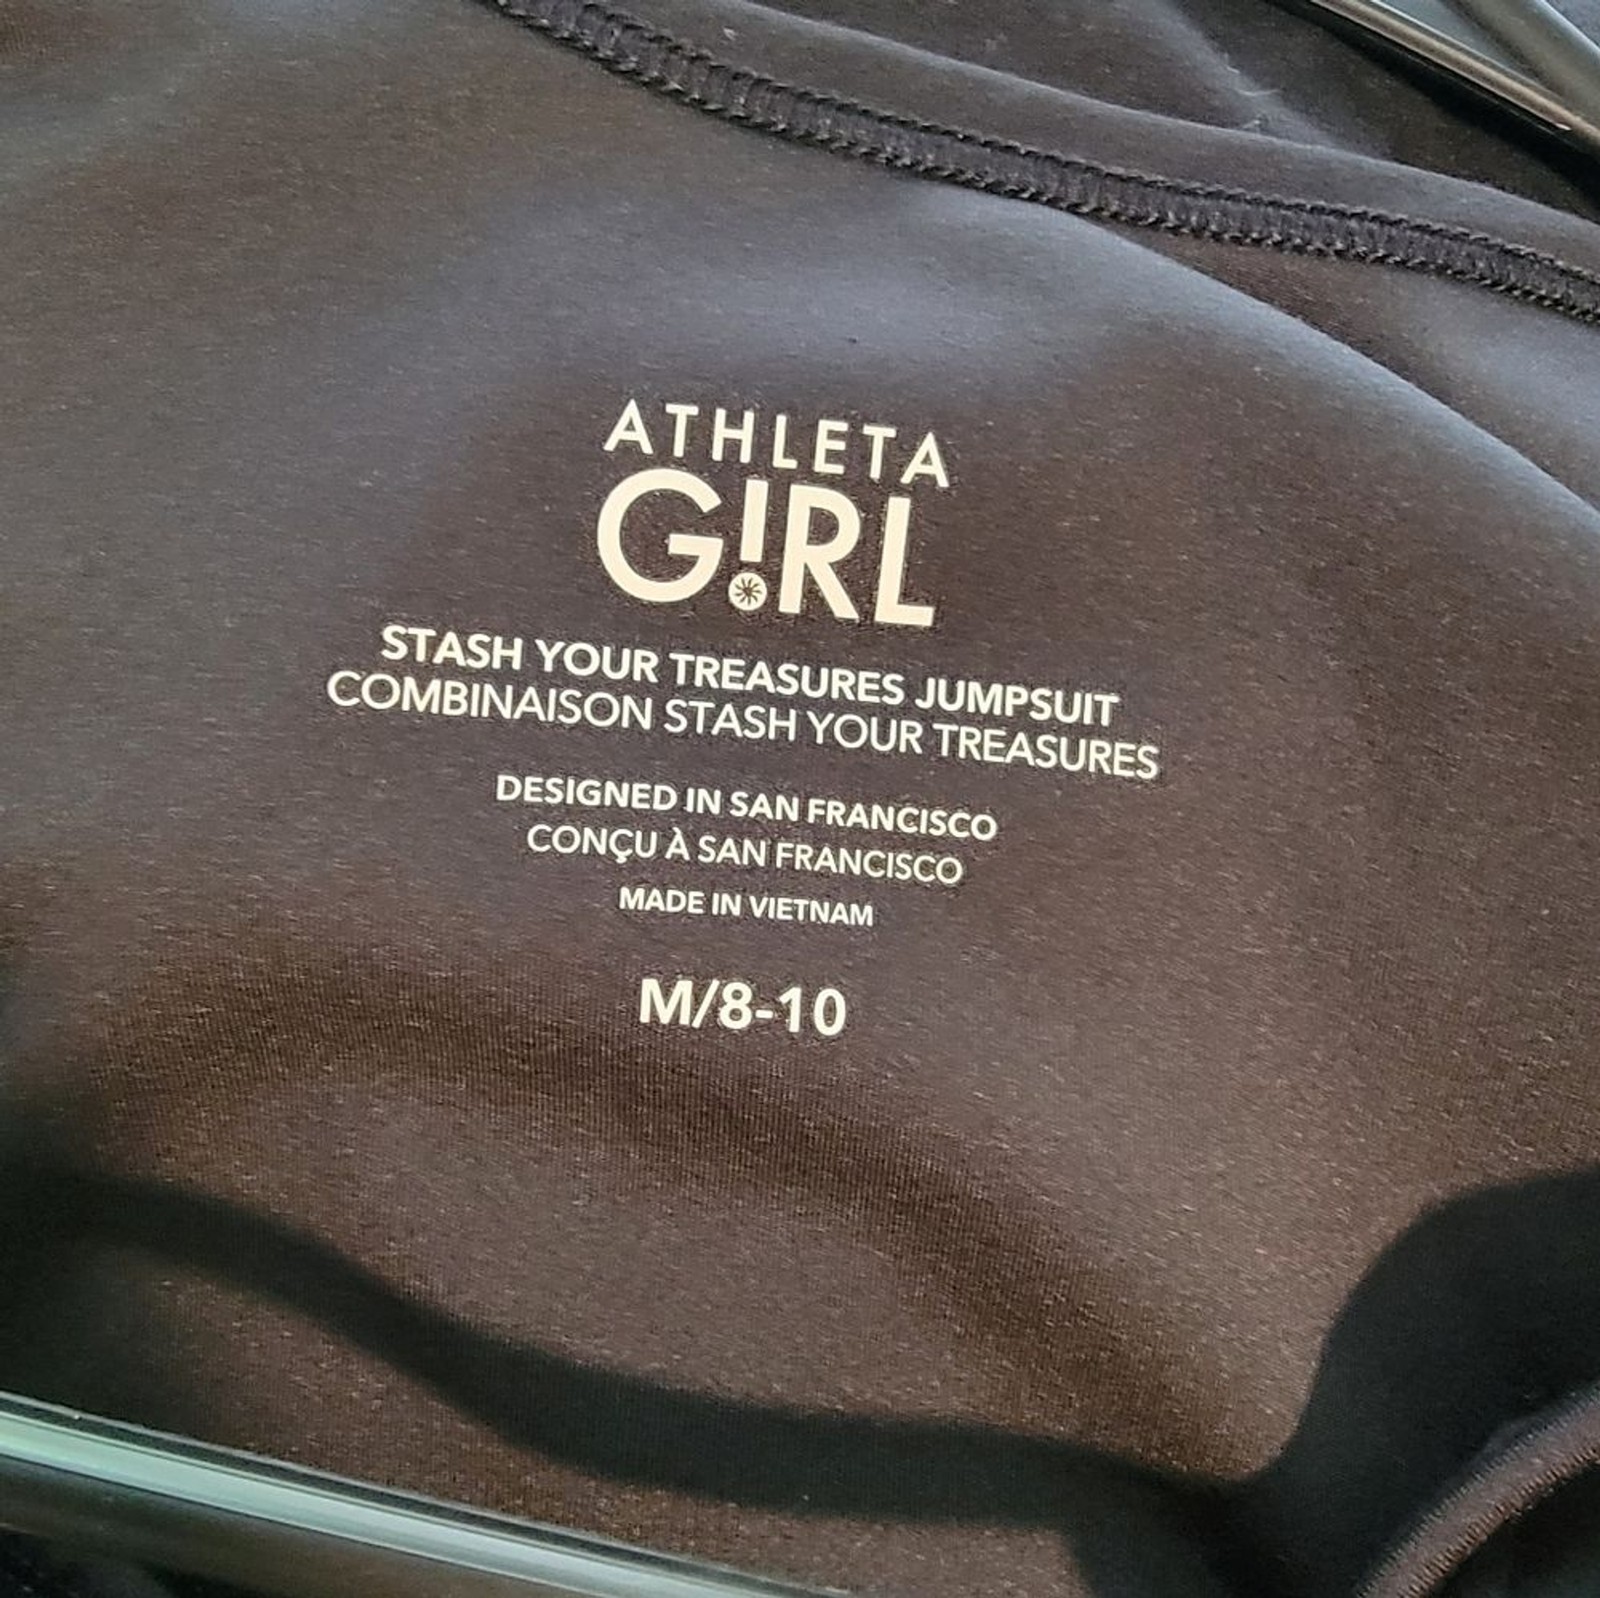 ATHLETA
G!RL
STASH YOUR TREASURES JUMPSUIT
COMBINAISON STASH YOUR TREASURES
DESIGNED IN SAN FRANCISCO
CONÇU À SAN FRANCISCO
MADE IN VIETNAM
M/8-10